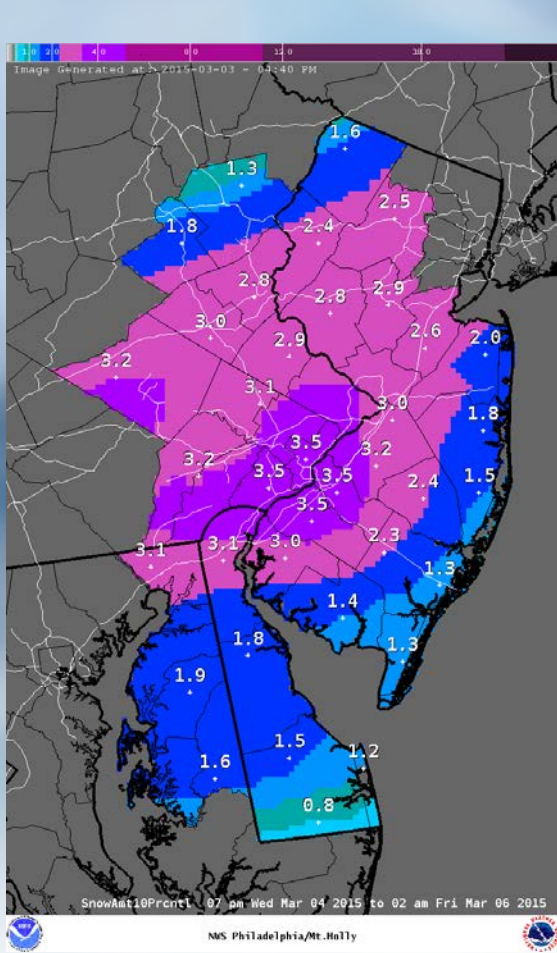 1.0 2.0 4.0 8.0 12.0 18.0
Image Generated at: 2015-03-03 - 04:40 PM
1.6
1.3
2.5
1.8 2.4
2.8 2.8 2.9
3.0 2.9 2.6 2.0
3.2
3.1 3.0 1.8
3.5 3.2
3.2 3.5 3.5 2.4 1.5
3.5
3.1 3.1 3.0 2.3
1.3
1.4
1.8 1.3
1.9
1.5 1.2
1.6
0.8
SnowAmt10Prcntl 07 pm Wed Mar 04 2015 to 02 am Fri Mar 06 2015
NWS Philadelphia/Mt.Holly